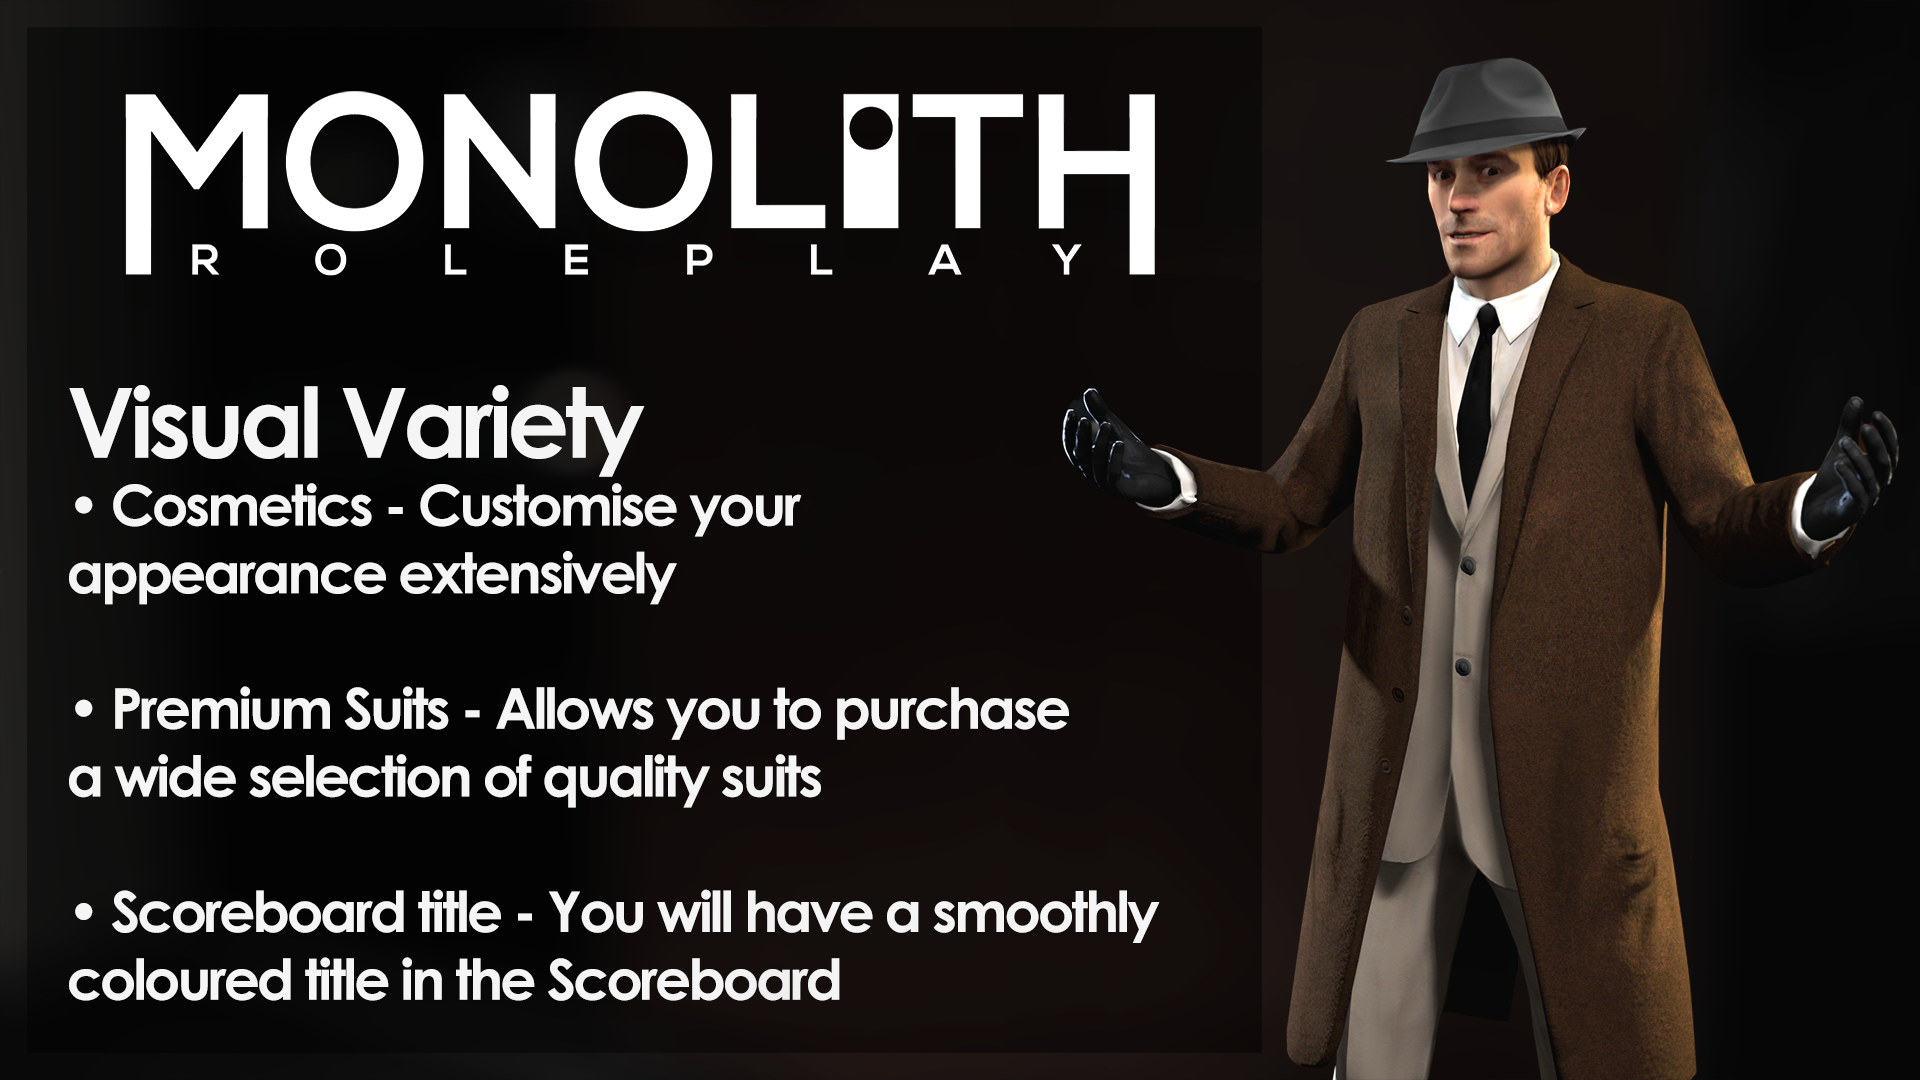 MONOLiTH
ROLEPLAY
Visual Variety
• Cosmetics - Customise your
appearance extensively
• Premium Suits - Allows you to purchase
a wide selection of quality suits
• Scoreboard title - You will have a smoothly
coloured title in the Scoreboard